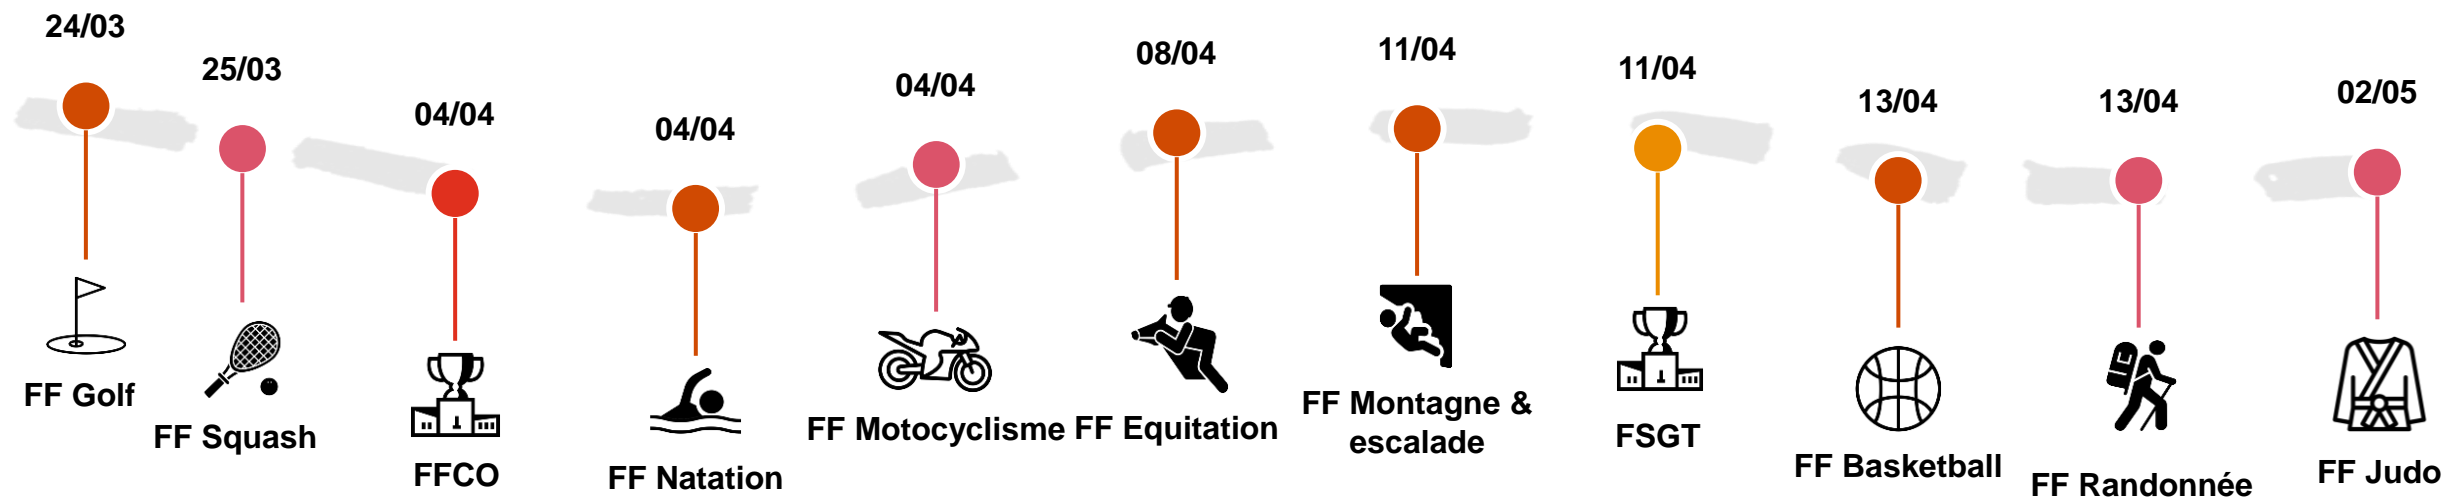 24/03
FF Golf
25/03
FF Squash
04/04
FFCO
04/04
FF Natation
04/04
FF Motocyclisme
08/04
FF Equitation
11/04
FF Montagne &
escalade
11/04
FSGT
13/04
FF Basketball
13/04
FF Randonnée
02/05
FF Judo